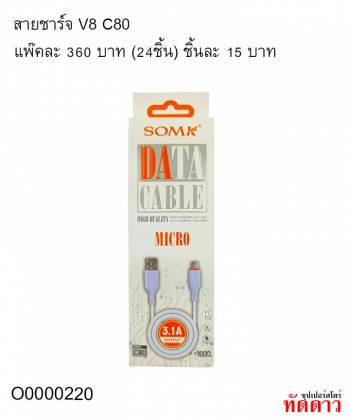 สายชาร์จ V8 C80
แพ๊คละ 360 บาท (24ชิ้น) ชิ้นละ 15 บาท
SOMK
DATA
CABLE
HIGH QUALITY
MICRO
3.1A
OUTPUT
C80
1000
O0000220
ซุปเปอร์สโตร์
ทัดดาว